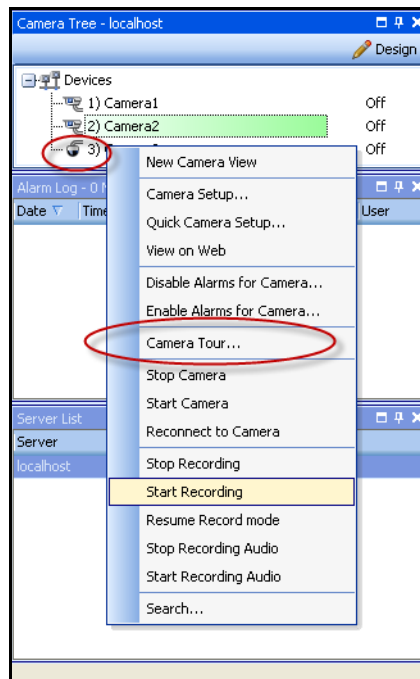 Camera Tree - localhost
Design
Devices
1) Camera1 Off
2) Camera2 Off
3) Off
New Camera View
Alarm Log - 0
Camera Setup...
Date Time User
Quick Camera Setup...
View on Web
Disable Alarms for Camera...
Enable Alarms for Camera...
Camera Tour...
Stop Camera
Start Camera
Server List
Reconnect to Camera
Server
Stop Recording
localhost
Start Recording
Resume Record mode
Stop Recording Audio
Start Recording Audio
Search...